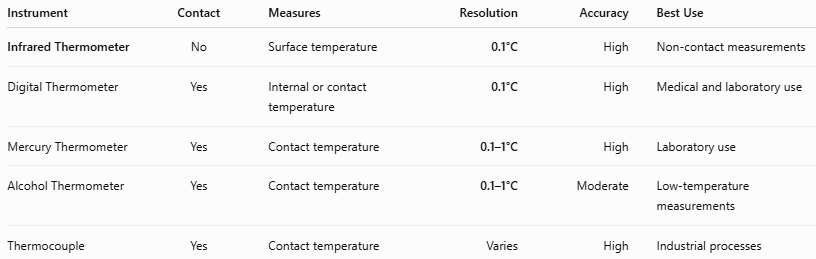 Instrument Contact Measures Resolution Accuracy Best Use
Infrared Thermometer No Surface temperature 0.1°C High Non-contact measurements
Digital Thermometer Yes Internal or contact temperature 0.1°C High Medical and laboratory use
Mercury Thermometer Yes Contact temperature 0.1–1°C High Laboratory use
Alcohol Thermometer Yes Contact temperature 0.1–1°C Moderate Low-temperature measurements
Thermocouple Yes Contact temperature Varies High Industrial processes